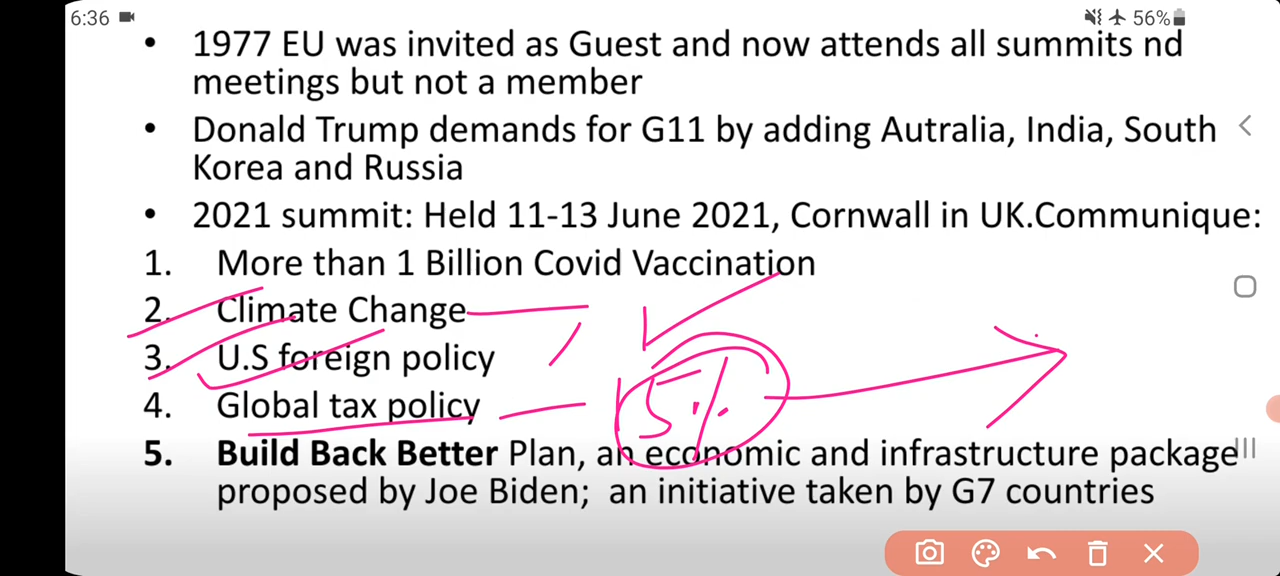 6:36 56%
• 1977 EU was invited as Guest and now attends all summits nd
meetings but not a member
• Donald Trump demands for G11 by adding Autralia, India, South
Korea and Russia
• 2021 summit: Held 11-13 June 2021, Cornwall in UK.Communique:
1. More than 1 Billion Covid Vaccination
2. Climate Change
3. U.S foreign policy
4. Global tax policy 15%
5. Build Back Better Plan, an economic and infrastructure package
proposed by Joe Biden; an initiative taken by G7 countries